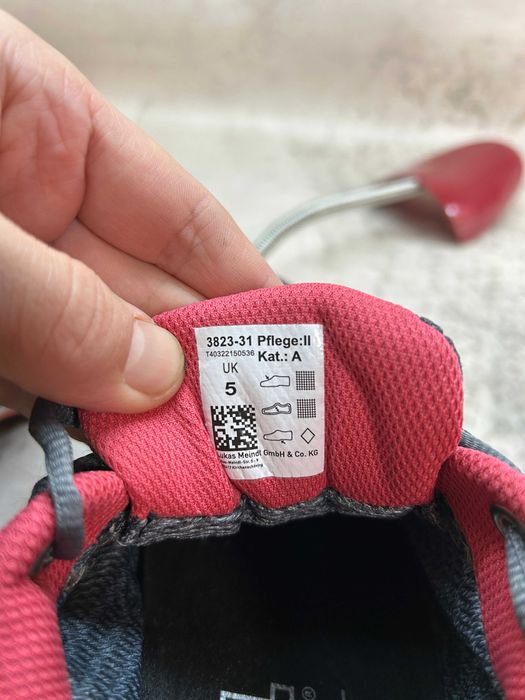 3823-31 Pflege:II
T40322150536 Kat.: A
UK
5
Lukas Meindl GmbH & Co. KG
®